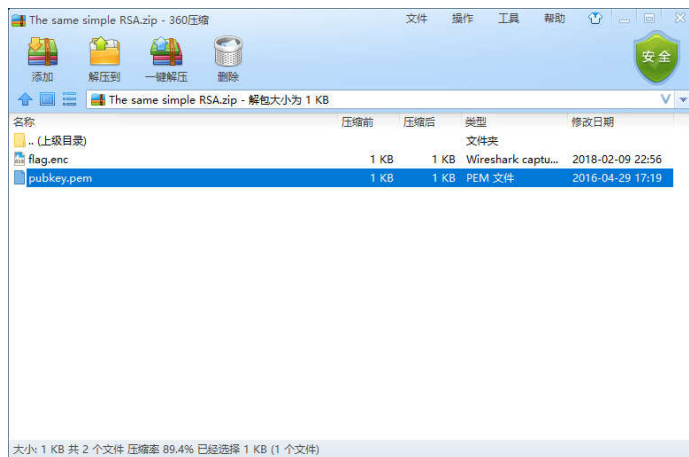 The same simple RSA.zip - 360压缩 文件 操作 工具 帮助
添加 解压到 一键解压 删除 安全
The same simple RSA.zip - 解包大小为 1 KB
名称 压缩前 压缩后 类型 修改日期
.. (上级目录) 文件夹
flag.enc 1 KB 1 KB Wireshark captu... 2018-02-09 22:56
pubkey.pem 1 KB 1 KB PEM 文件 2016-04-29 17:19
大小: 1 KB 共 2 个文件 压缩率 89.4% 已经选择 1 KB (1 个文件)